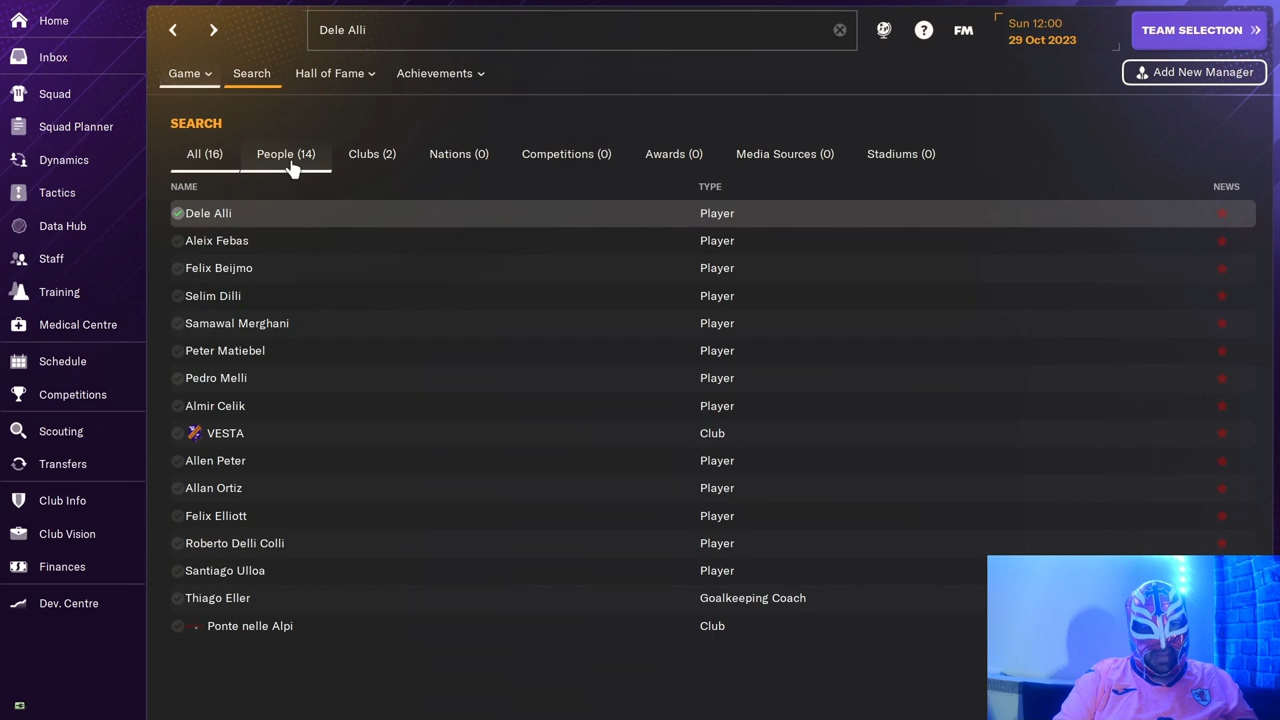 Home
Inbox
Squad
Squad Planner
Dynamics
Tactics
Data Hub
Staff
Training
Medical Centre
Schedule
Competitions
Scouting
Transfers
Club Info
Club Vision
Finances
Dev. Centre
Dele Alli
FM
Sun 12:00
29 Oct 2023
TEAM SELECTION
Game
Search
Hall of Fame
Achievements
Add New Manager
SEARCH
All (16)
People (14)
Clubs (2)
Nations (0)
Competitions (0)
Awards (0)
Media Sources (0)
Stadiums (0)
NAME TYPE NEWS
Dele Alli Player
Aleix Febas Player
Felix Beijmo Player
Selim Dilli Player
Samawal Merghani Player
Peter Matiebel Player
Pedro Melli Player
Almir Celik Player
VESTA Club
Allen Peter Player
Allan Ortiz Player
Felix Elliott Player
Roberto Delli Colli Player
Santiago Ulloa Player
Thiago Eller Goalkeeping Coach
Ponte nelle Alpi Club